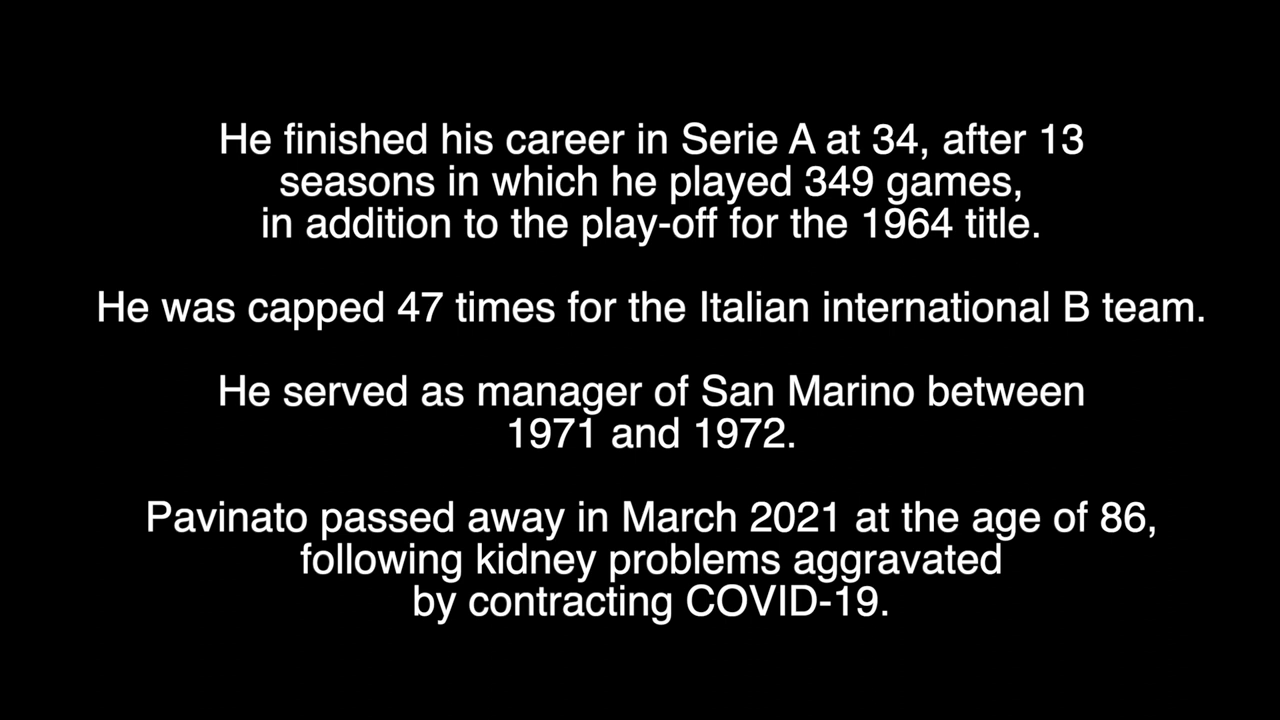 He finished his career in Serie A at 34, after 13
seasons in which he played 349 games,
in addition to the play-off for the 1964 title.
He was capped 47 times for the Italian international B team.
He served as manager of San Marino between
1971 and 1972.
Pavinato passed away in March 2021 at the age of 86,
following kidney problems aggravated
by contracting COVID-19.